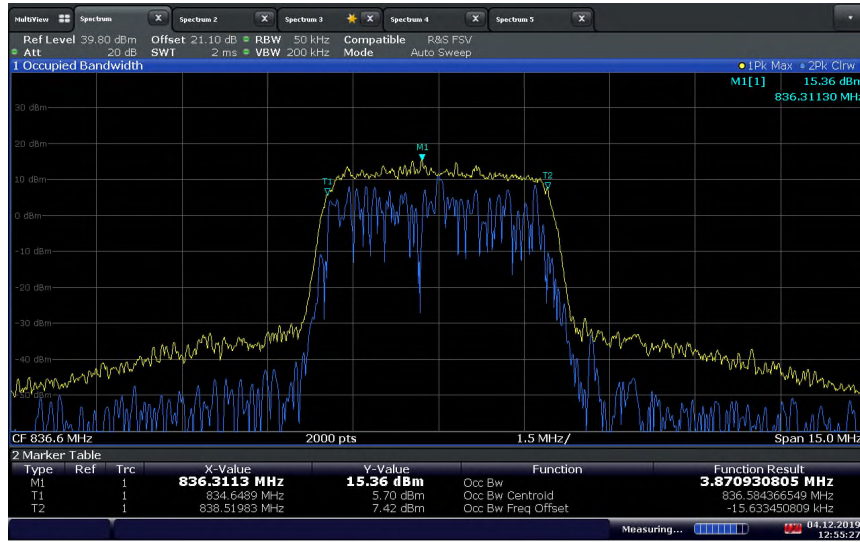 MultiView Spectrum X Spectrum 2 X Spectrum 3 X Spectrum 4 X Spectrum 5 X
Ref Level 39.80 dBm Offset 21.10 dB RBW 50 kHz Compatible R&S FSV
Att 20 dB SWT 2 ms VBW 200 kHz Mode Auto Sweep
1 Occupied Bandwidth 1Pk Max 2Pk Clrw
M1[1] 15.36 dBm
836.31130 MHz
30 dBm
20 dBm
M1
10 dBm
T1
T2
0 dBm
-10 dBm
-20 dBm
-30 dBm
-40 dBm
-50 dBm
CF 836.6 MHz 2000 pts 1.5 MHz/ Span 15.0 MHz
2 Marker Table
Type Ref Trc X-Value Y-Value Function Function Result
M1 1 836.3113 MHz 15.36 dBm Occ Bw 3.870930805 MHz
T1 1 834.6489 MHz 5.70 dBm Occ Bw Centroid 836.584366549 MHz
T2 1 838.51983 MHz 7.42 dBm Occ Bw Freq Offset -15.633450809 kHz
Measuring... 04.12.2019
12:55:27